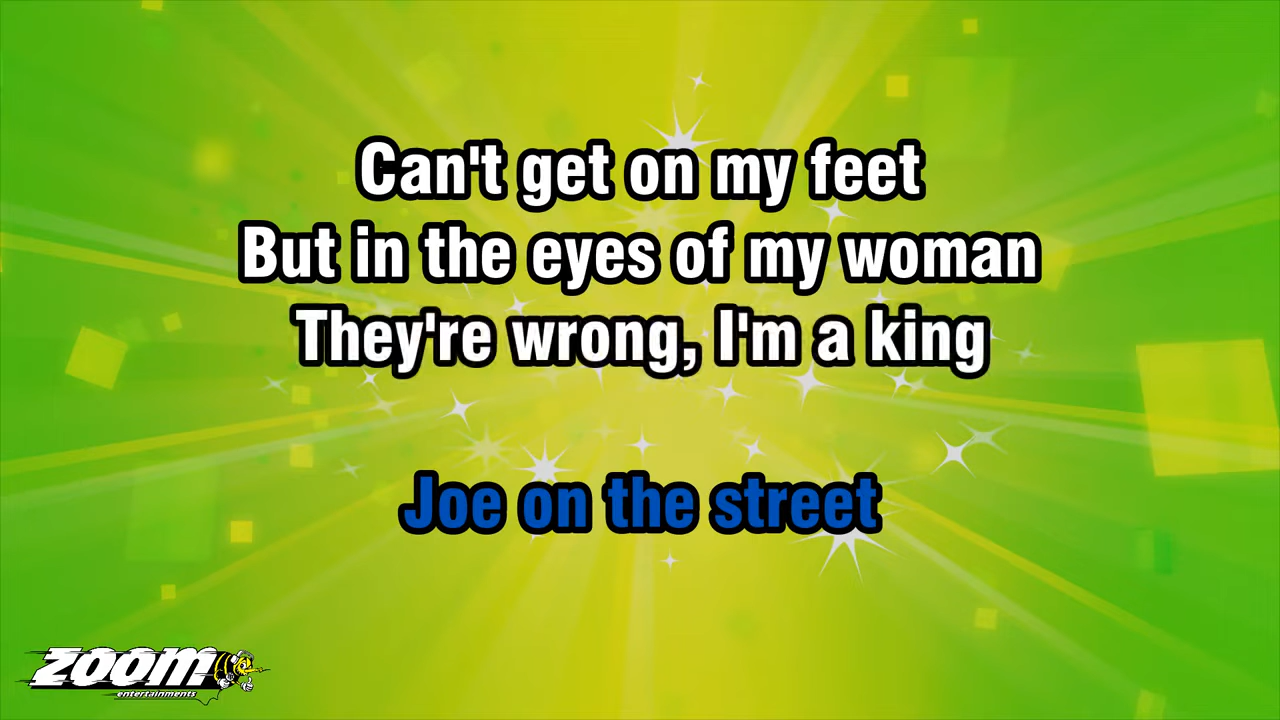 Can't get on my feet
But in the eyes of my woman
They're wrong, I'm a king
Joe on the street
ZOOM
entertainments